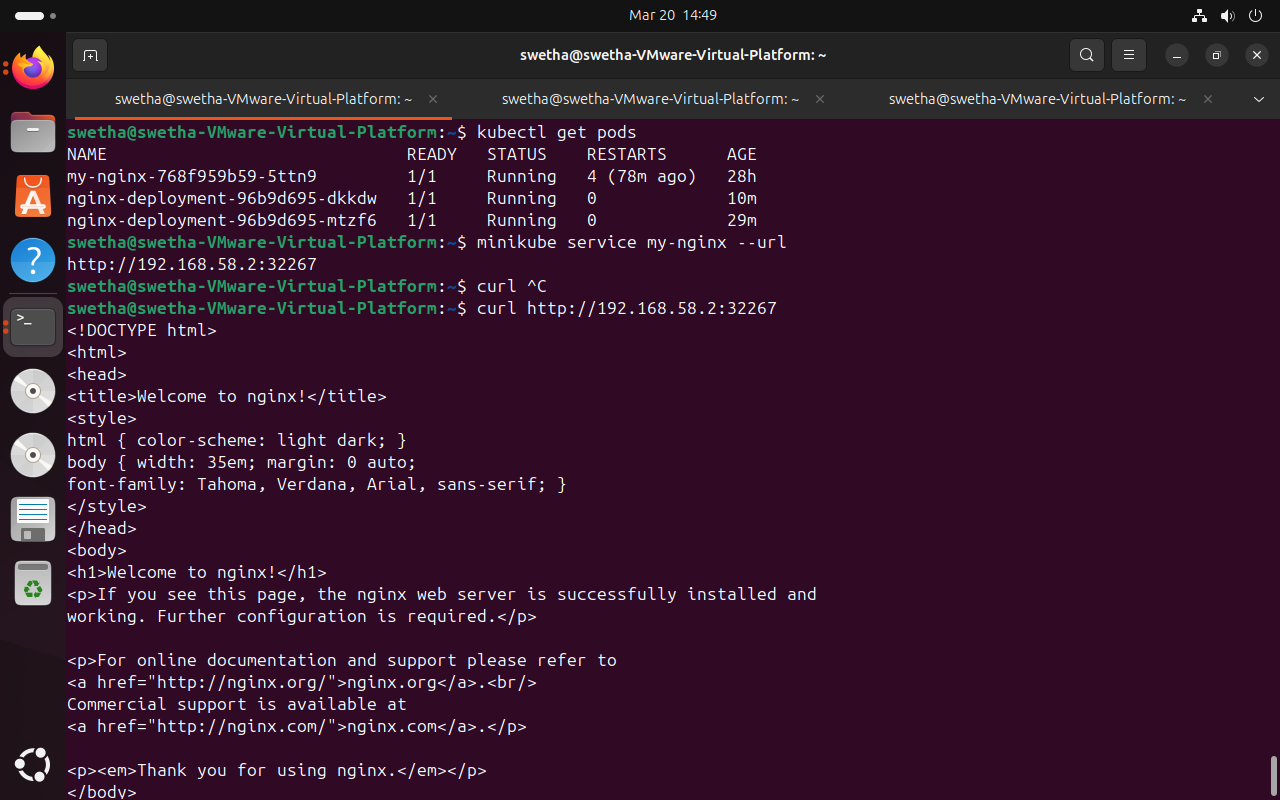 Mar 20 14:49
swetha@swetha-VMware-Virtual-Platform: ~
swetha@swetha-VMware-Virtual-Platform: ~
swetha@swetha-VMware-Virtual-Platform: ~
swetha@swetha-VMware-Virtual-Platform: ~
swetha@swetha-VMware-Virtual-Platform:~$ kubectl get pods
NAME                              READY   STATUS    RESTARTS      AGE
my-nginx-768f959b59-5ttn9         1/1     Running   4 (78m ago)   28h
nginx-deployment-96b9d695-dkkdw   1/1     Running   0             10m
nginx-deployment-96b9d695-mtzf6   1/1     Running   0             29m
swetha@swetha-VMware-Virtual-Platform:~$ minikube service my-nginx --url
http://192.168.58.2:32267
swetha@swetha-VMware-Virtual-Platform:~$ curl ^C
swetha@swetha-VMware-Virtual-Platform:~$ curl http://192.168.58.2:32267
<!DOCTYPE html>
<html>
<head>
<title>Welcome to nginx!</title>
<style>
html { color-scheme: light dark; }
body { width: 35em; margin: 0 auto;
font-family: Tahoma, Verdana, Arial, sans-serif; }
</style>
</head>
<body>
<h1>Welcome to nginx!</h1>
<p>If you see this page, the nginx web server is successfully installed and
working. Further configuration is required.</p>

<p>For online documentation and support please refer to
<a href="http://nginx.org/">nginx.org</a>.<br/>
Commercial support is available at
<a href="http://nginx.com/">nginx.com</a>.</p>

<p><em>Thank you for using nginx.</em></p>
</body>